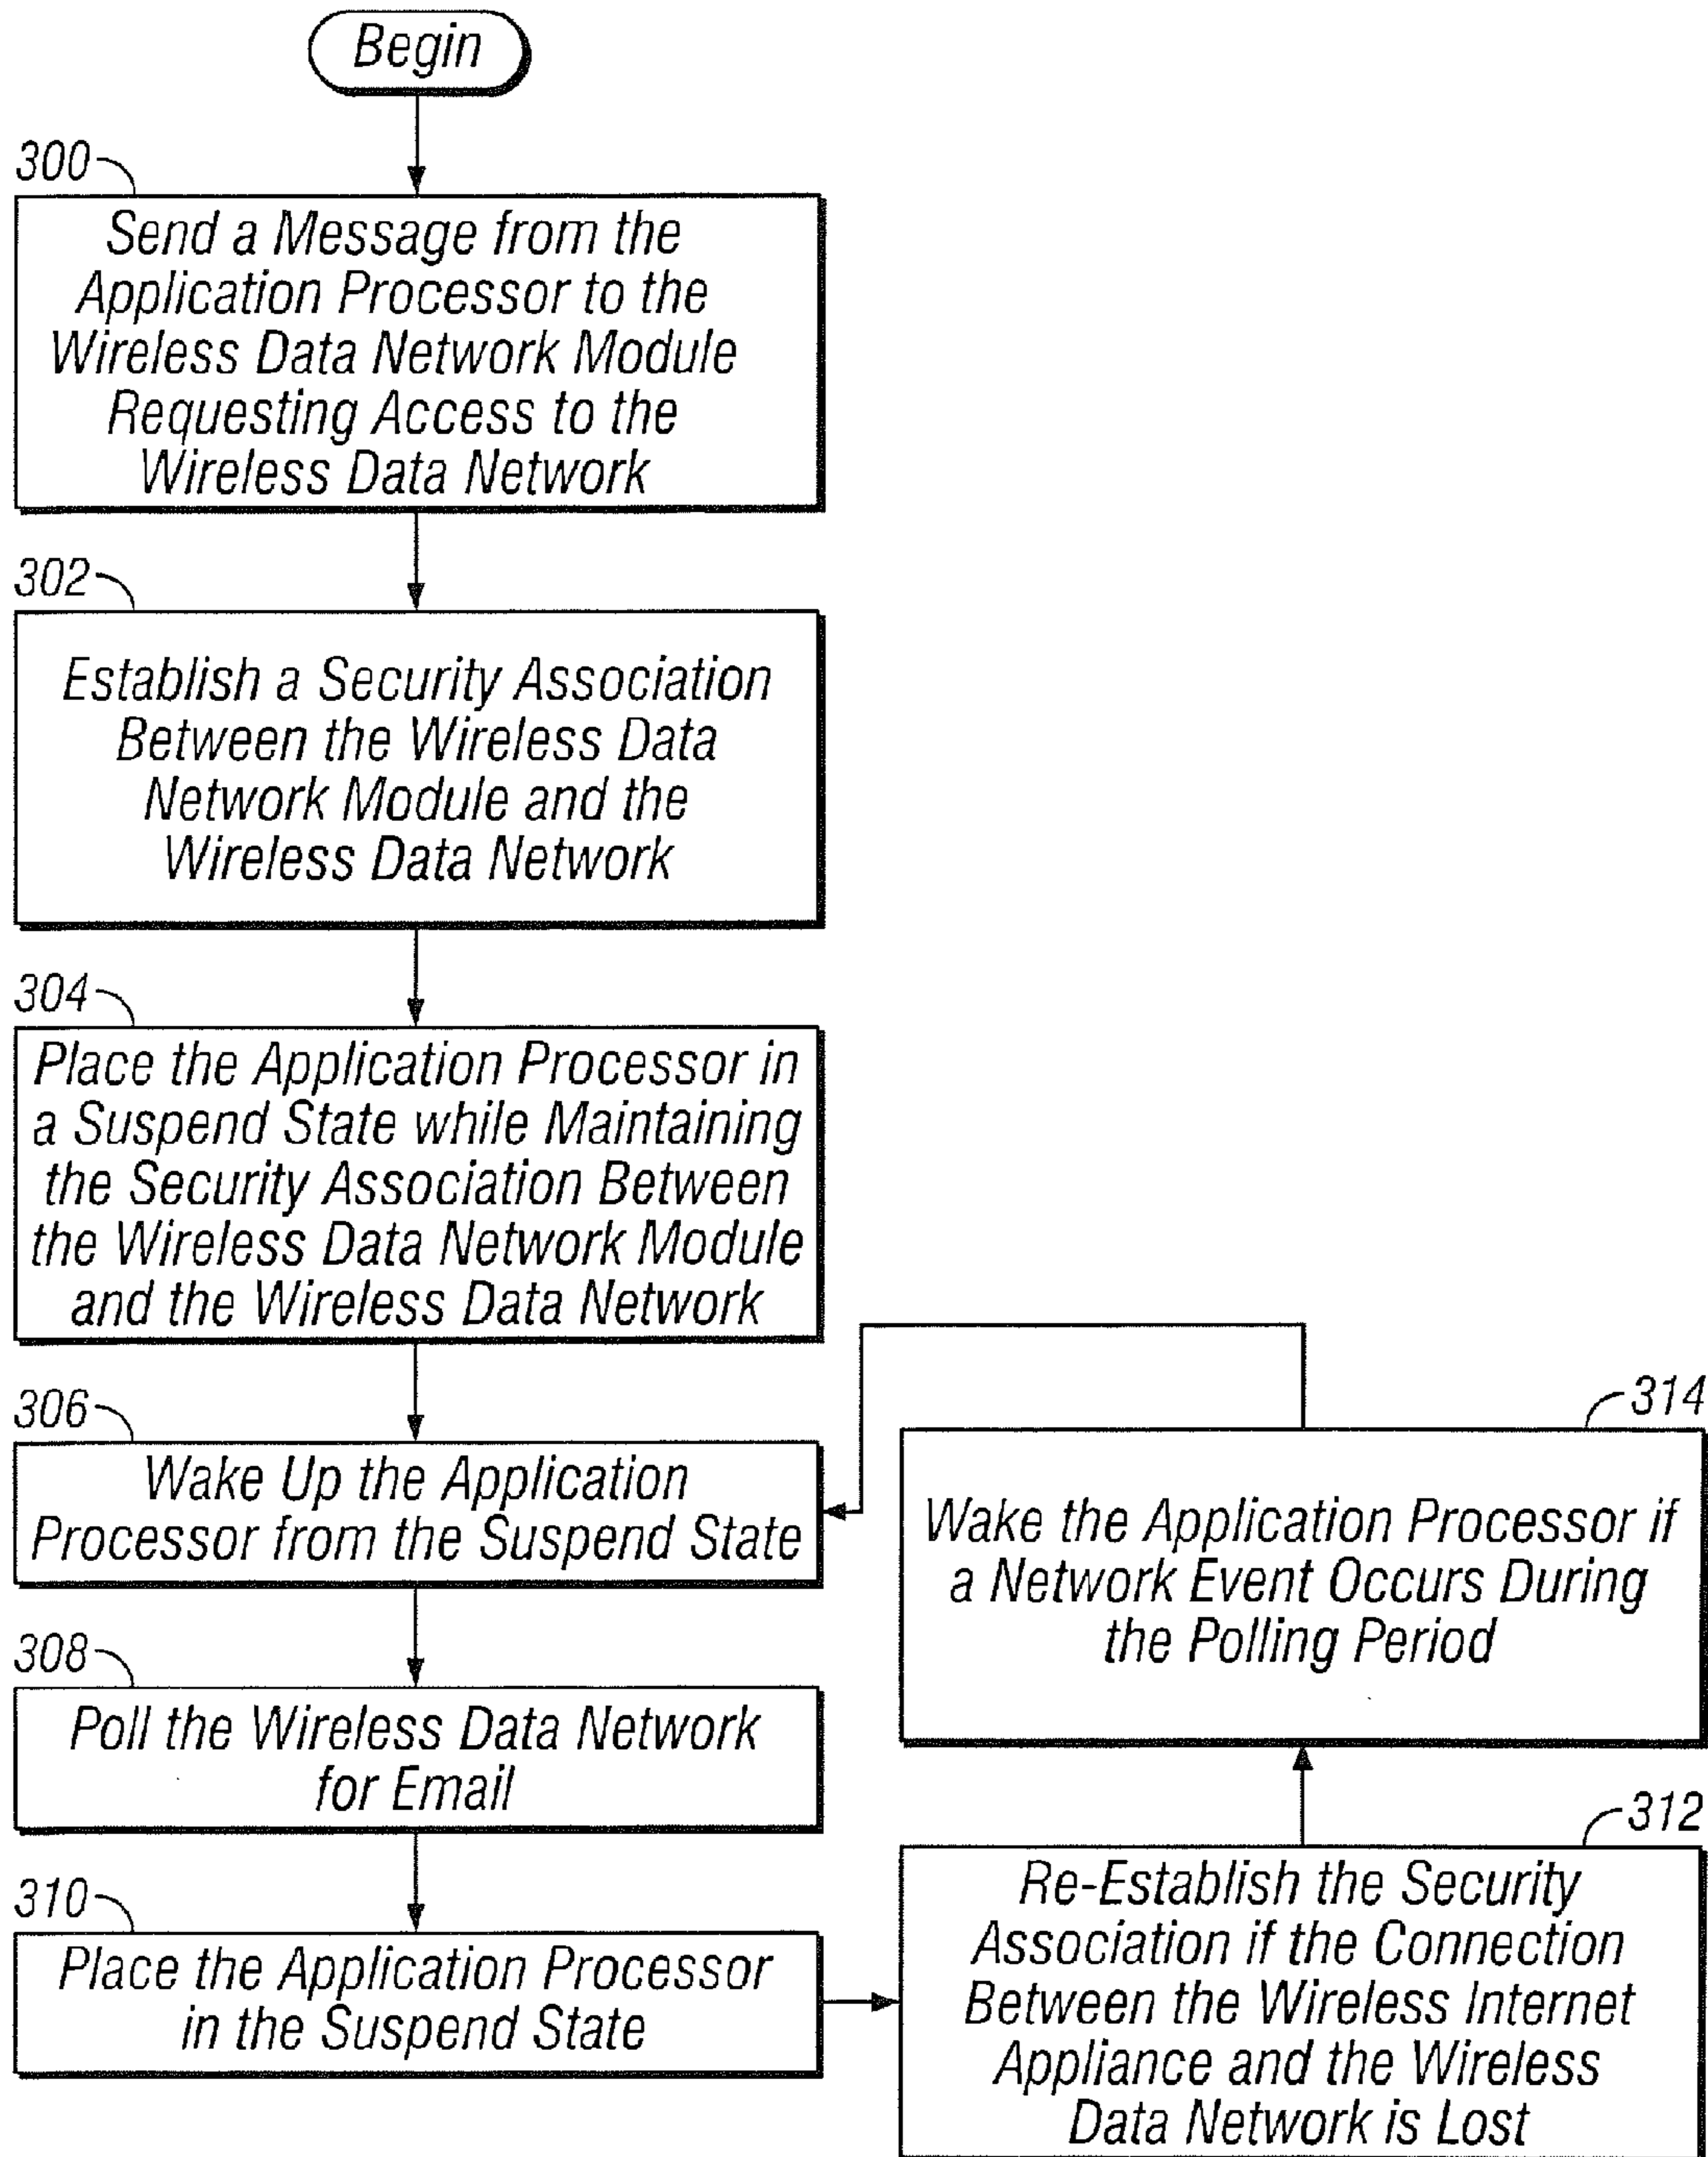 Begin
300
Send a Message from the
Application Processor to the
Wireless Data Network Module
Requesting Access to the
Wireless Data Network
302
Establish a Security Association
Between the Wireless Data
Network Module and the
Wireless Data Network
304
Place the Application Processor in
a Suspend State while Maintaining
the Security Association Between
the Wireless Data Network Module
and the Wireless Data Network
306
Wake Up the Application
Processor from the Suspend State
308
Poll the Wireless Data Network
for Email
310
Place the Application Processor
in the Suspend State
312
Re-Establish the Security
Association if the Connection
Between the Wireless Internet
Appliance and the Wireless
Data Network is Lost
314
Wake the Application Processor if
a Network Event Occurs During
the Polling Period